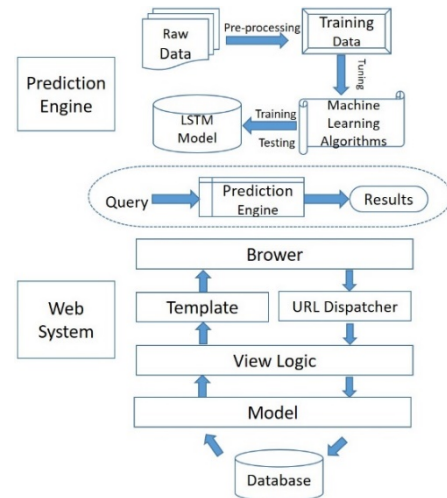 Raw
Data
Pre-processing
Training
Data
Tuning
Prediction
Engine
LSTM
Model
Training
Testing
Machine
Learning
Algorithms
Query
Prediction
Engine
Results
Brower
Web
System
Template
URL Dispatcher
View Logic
Model
Database